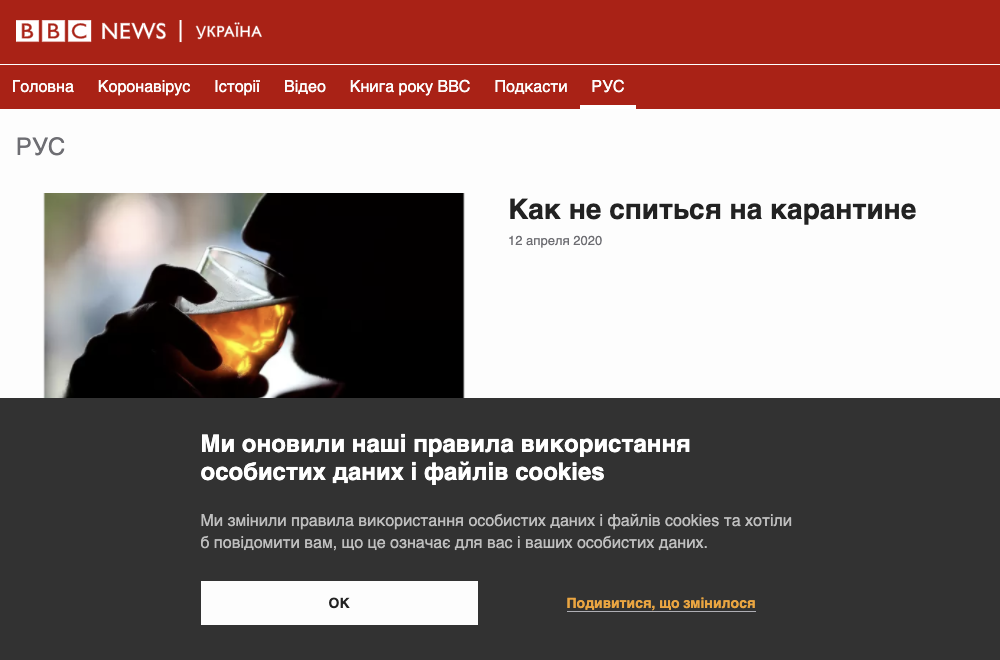 BBC NEWS | УКРАЇНА
Головна Коронавірус Історії Відео Книга року BBC Подкасти РУС
РУС
Как не спиться на карантине
12 апреля 2020
Ми оновили наші правила використання
особистих даних і файлів cookies
Ми змінили правила використання особистих даних і файлів cookies та хотіли
б повідомити вам, що це означає для вас і ваших особистих даних.
OK Подивитися, що змінилося